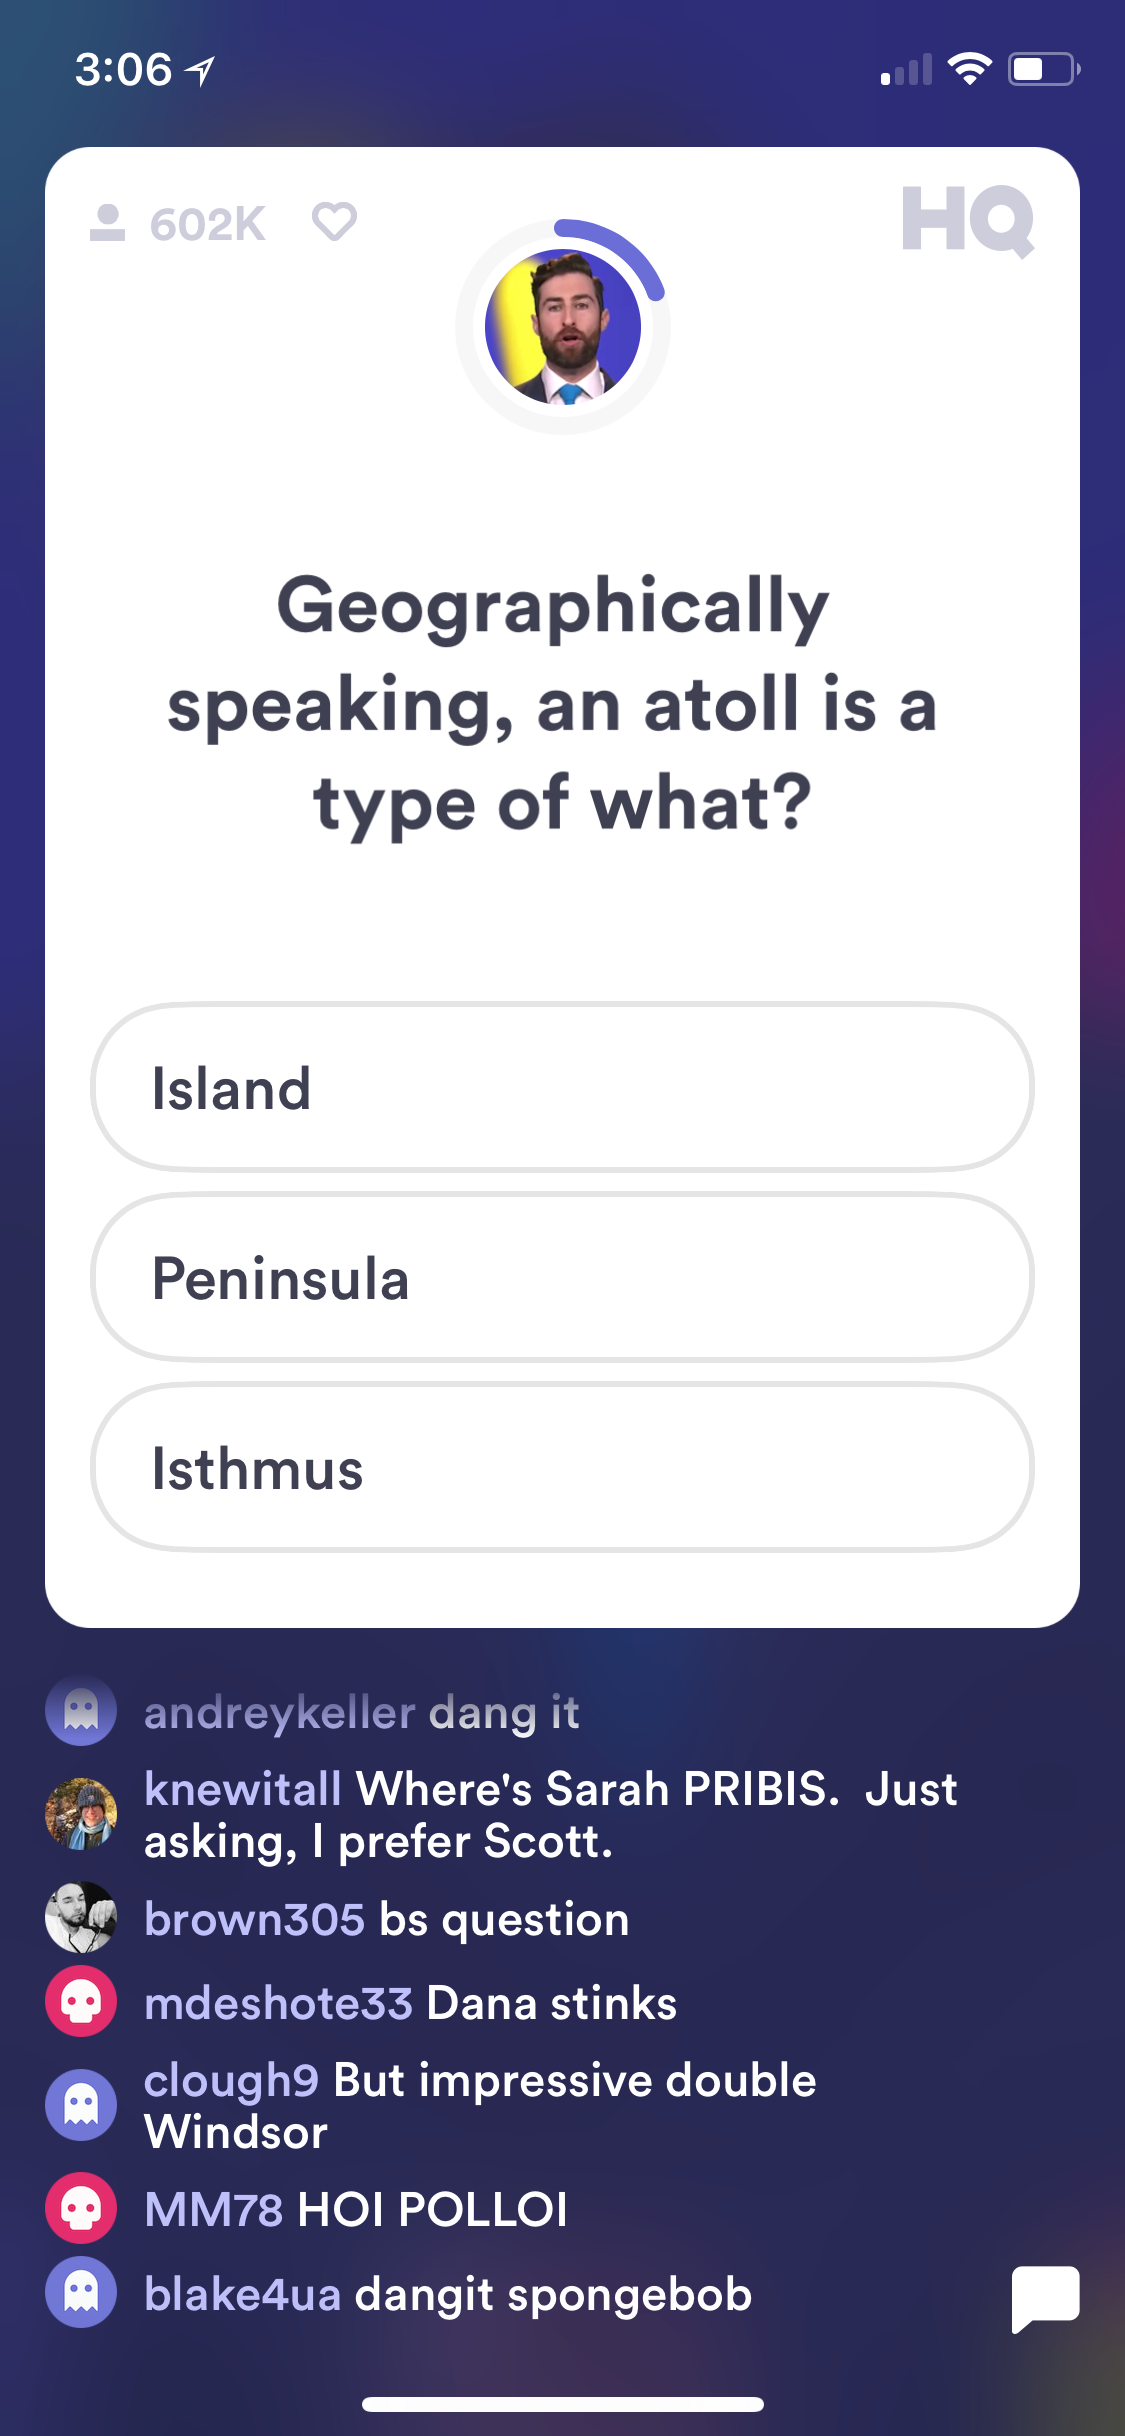 3:06
602K
HQ
Geographically
speaking, an atoll is a
type of what?
Island
Peninsula
Isthmus
andreykeller dang it
knewitall Where's Sarah PRIBIS.  Just
asking, I prefer Scott.
brown305 bs question
mdeshote33 Dana stinks
clough9 But impressive double
Windsor
MM78 HOI POLLOI
blake4ua dangit spongebob